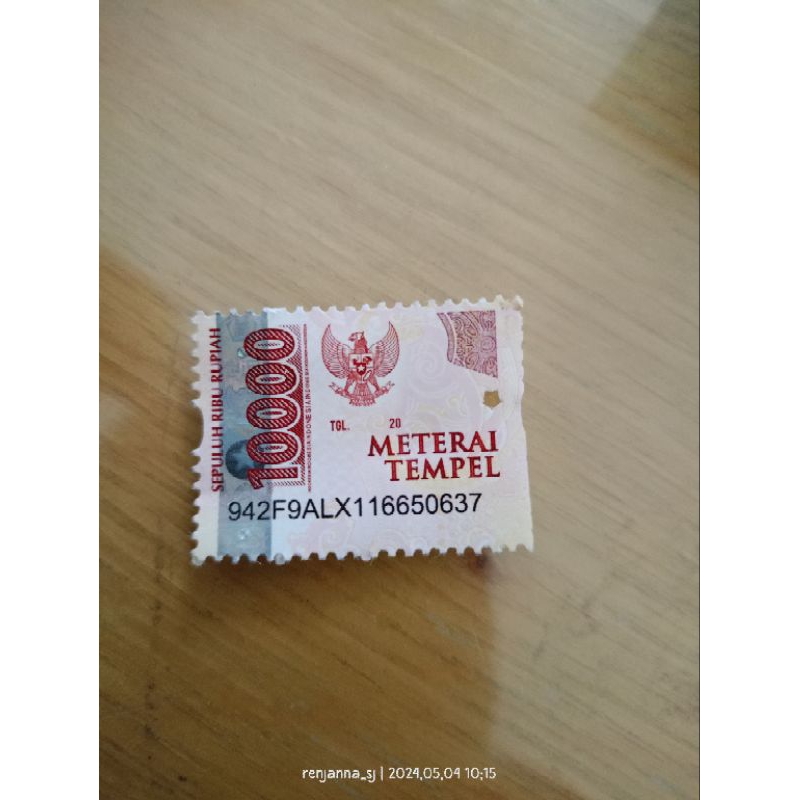 SEPULUH RIBU RUPIAH
10000
TGL. 20
METERAI
TEMPEL
942F9ALX116650637
renjanna_sj | 2024.05.04 10:15